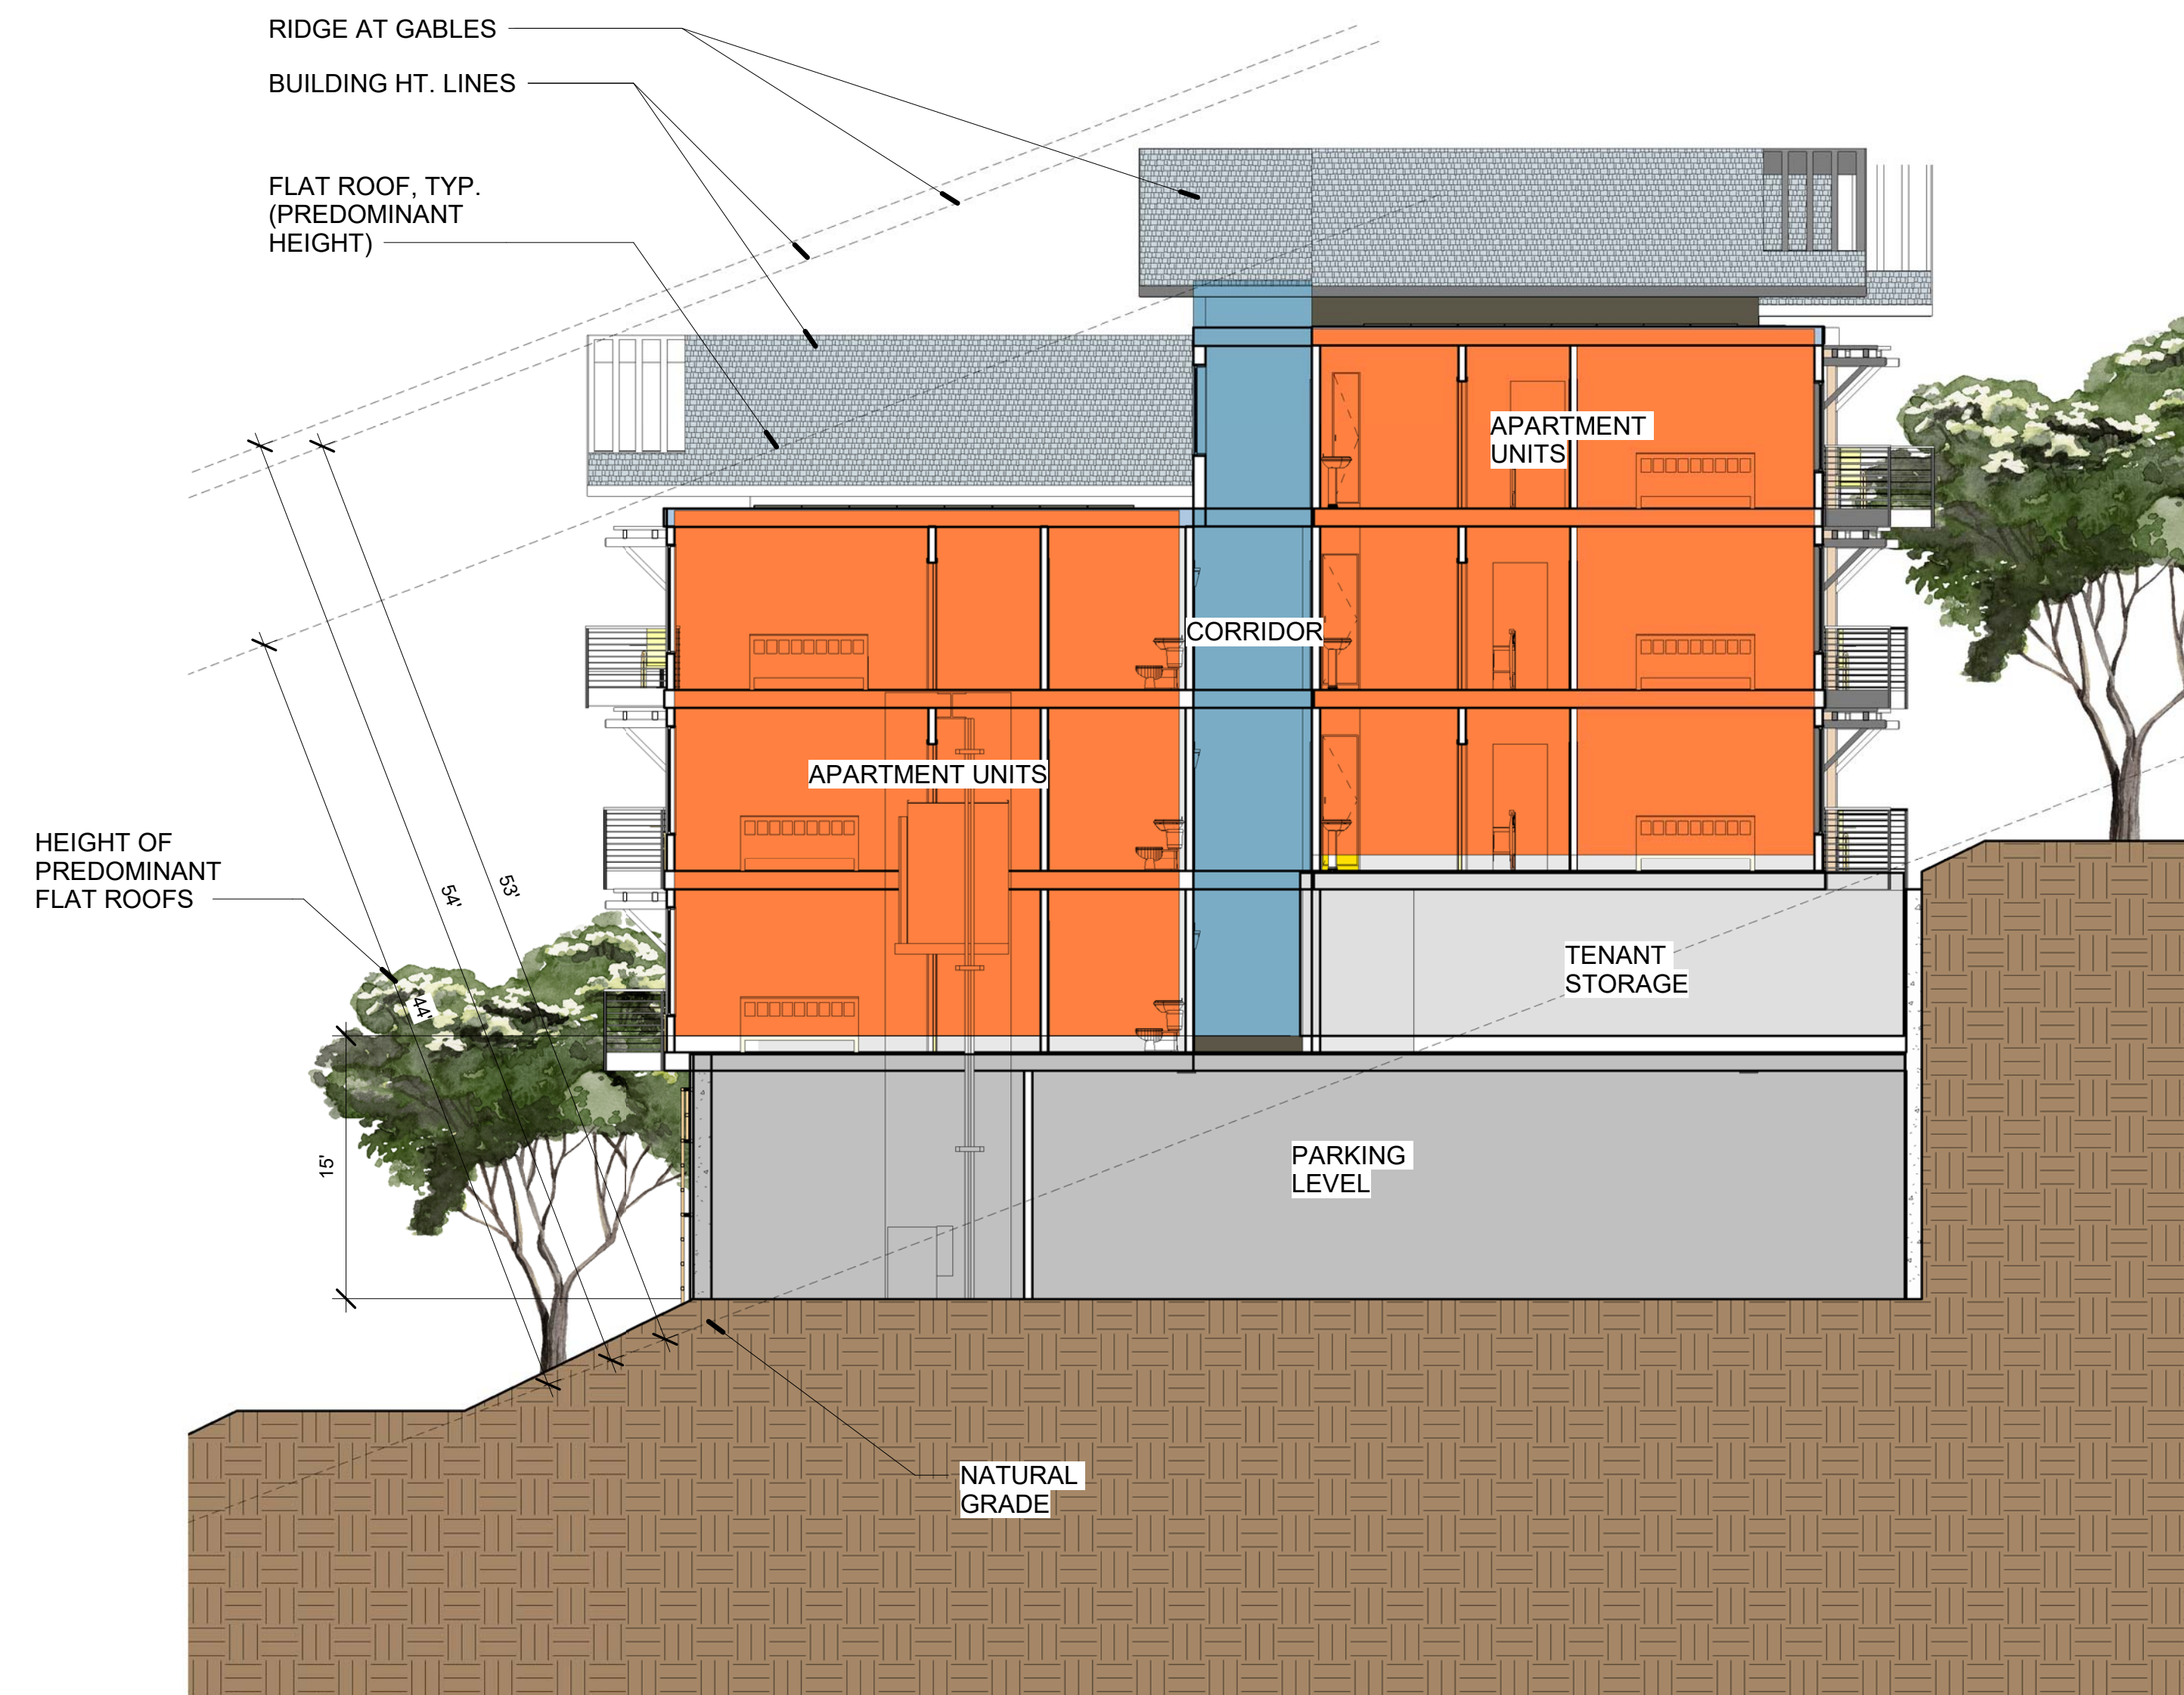 RIDGE AT GABLES
BUILDING HT. LINES
FLAT ROOF, TYP.
(PREDOMINANT
HEIGHT)
APARTMENT
UNITS
CORRIDOR
APARTMENT UNITS
HEIGHT OF
PREDOMINANT
FLAT ROOFS
54'
53'
44'
TENANT
STORAGE
15'
PARKING
LEVEL
NATURAL
GRADE